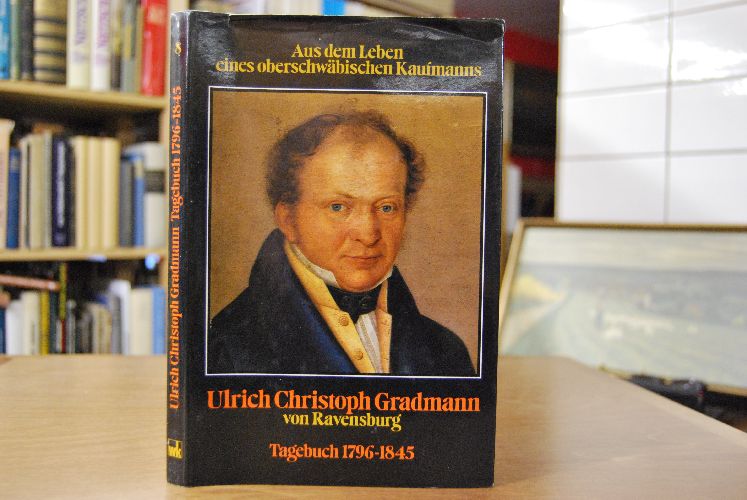 Aus dem Leben
eines oberschwäbischen Kaufmanns
Ulrich Christoph Gradmann
von Ravensburg
Tagebuch 1796-1845
Ulrich Christoph Gradmann Tagebuch 1796-1845